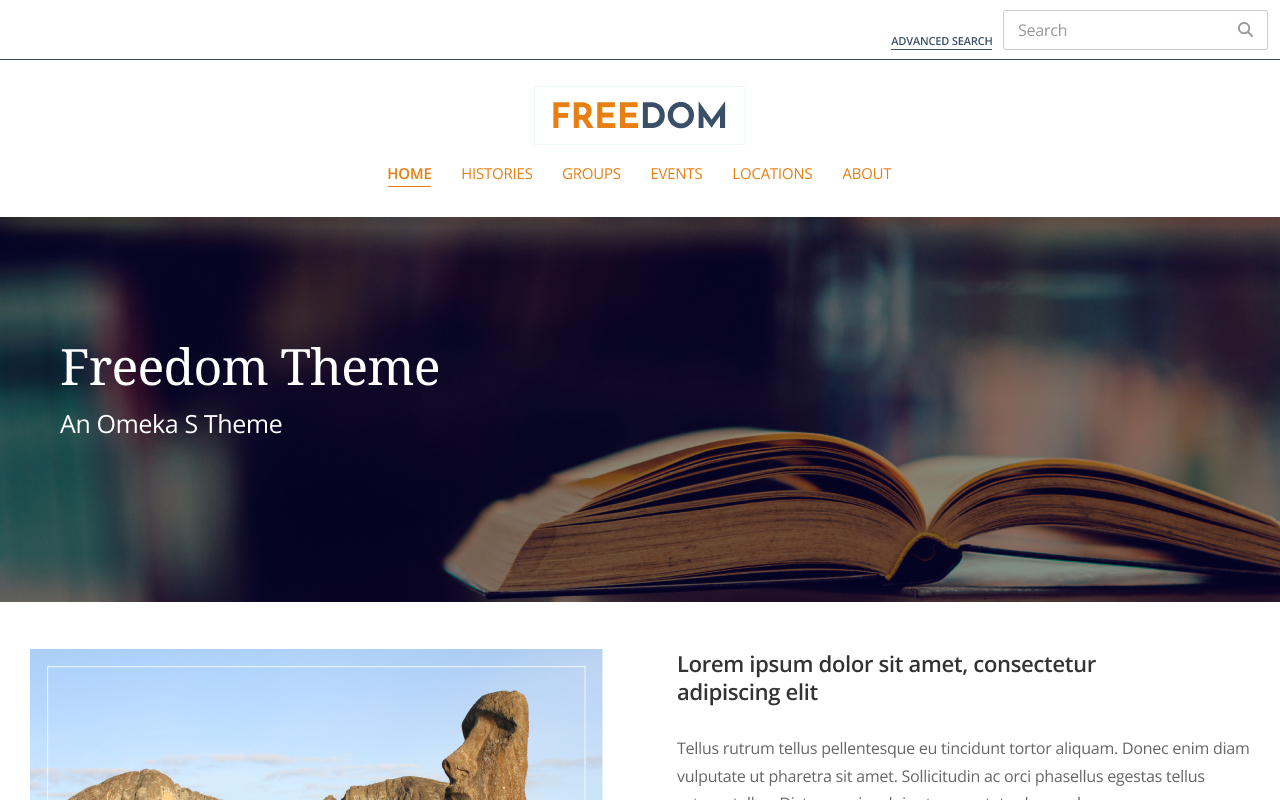 ADVANCED SEARCH
Search
FREEDOM
HOME HISTORIES GROUPS EVENTS LOCATIONS ABOUT
Freedom Theme
An Omeka S Theme
Lorem ipsum dolor sit amet, consectetur
adipiscing elit
Tellus rutrum tellus pellentesque eu tincidunt tortor aliquam. Donec enim diam
vulputate ut pharetra sit amet. Sollicitudin ac orci phasellus egestas tellus